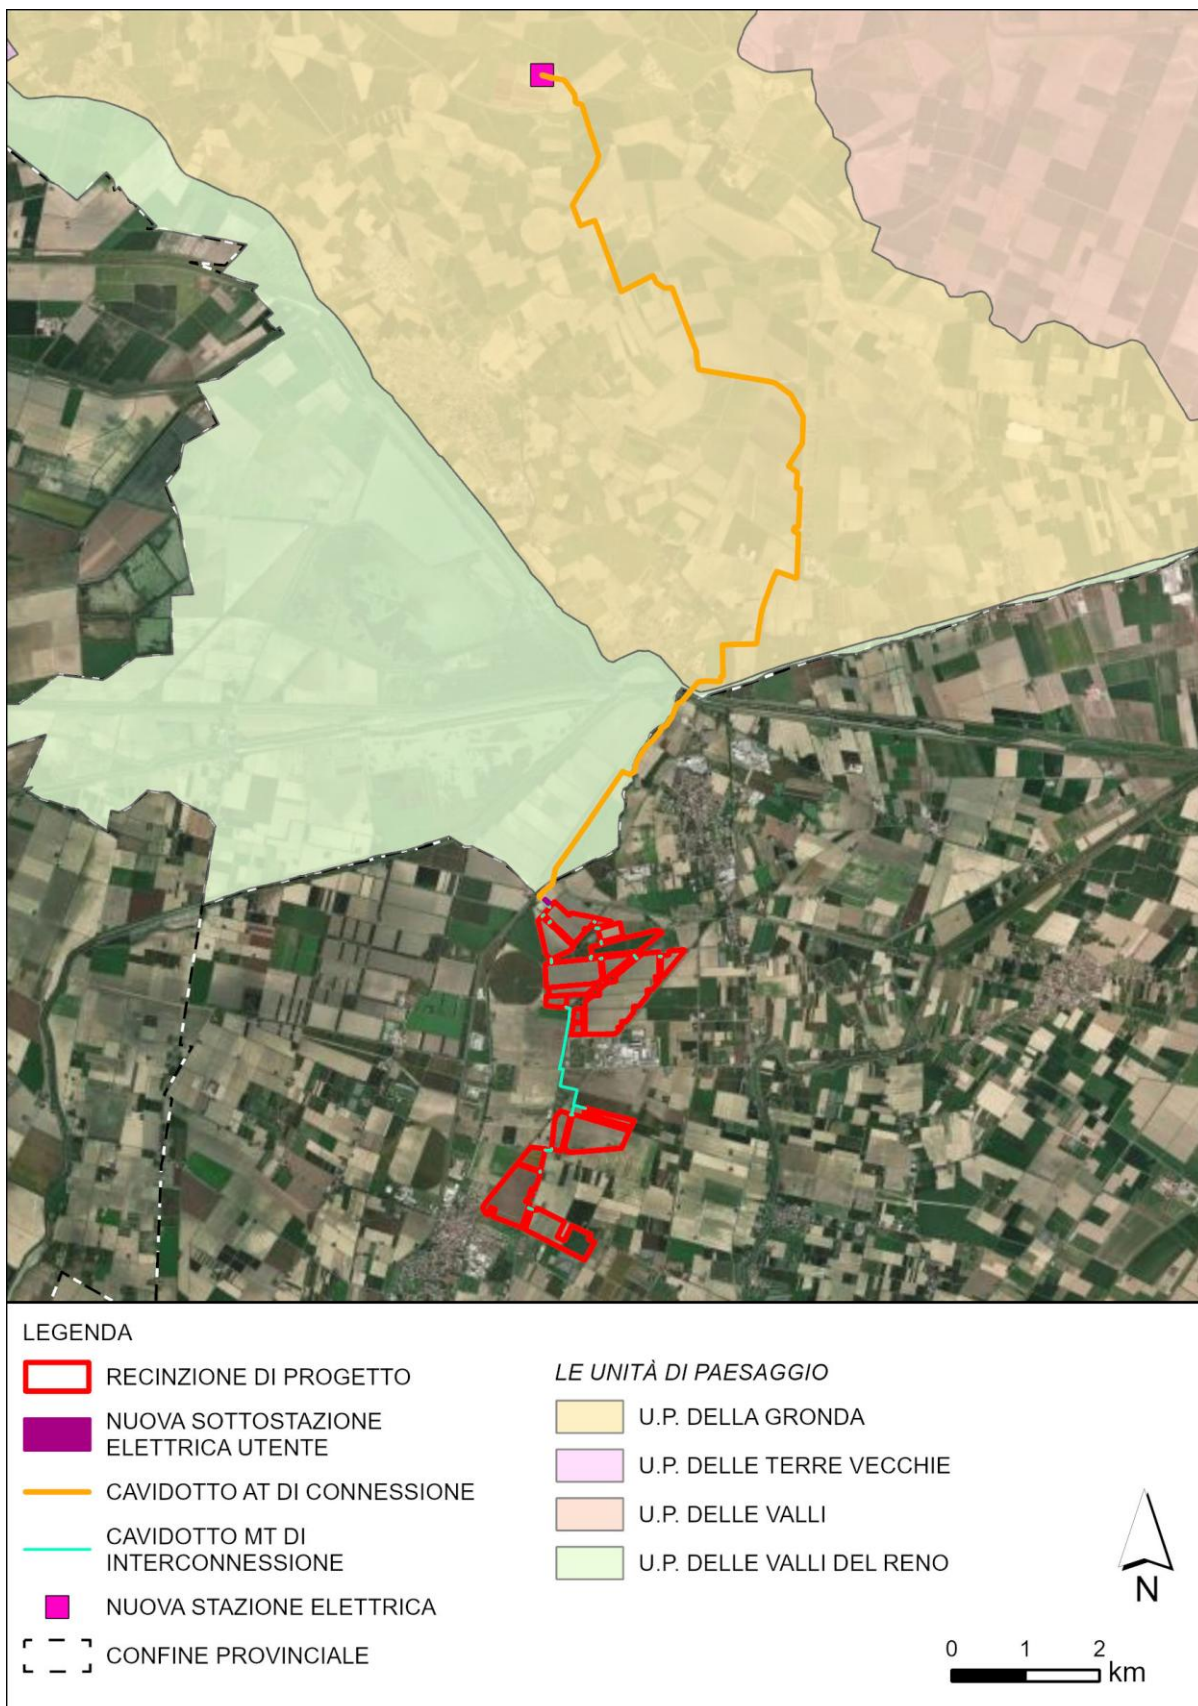 LEGENDA
RECINZIONE DI PROGETTO
NUOVA SOTTOSTAZIONE
ELETTRICA UTENTE
CAVIDOTTO AT DI CONNESSIONE
CAVIDOTTO MT DI
INTERCONNESSIONE
NUOVA STAZIONE ELETTRICA
CONFINE PROVINCIALE
LE UNITÀ DI PAESAGGIO
U.P. DELLA GRONDA
U.P. DELLE TERRE VECCHIE
U.P. DELLE VALLI
U.P. DELLE VALLI DEL RENO
N
0 1 2
km